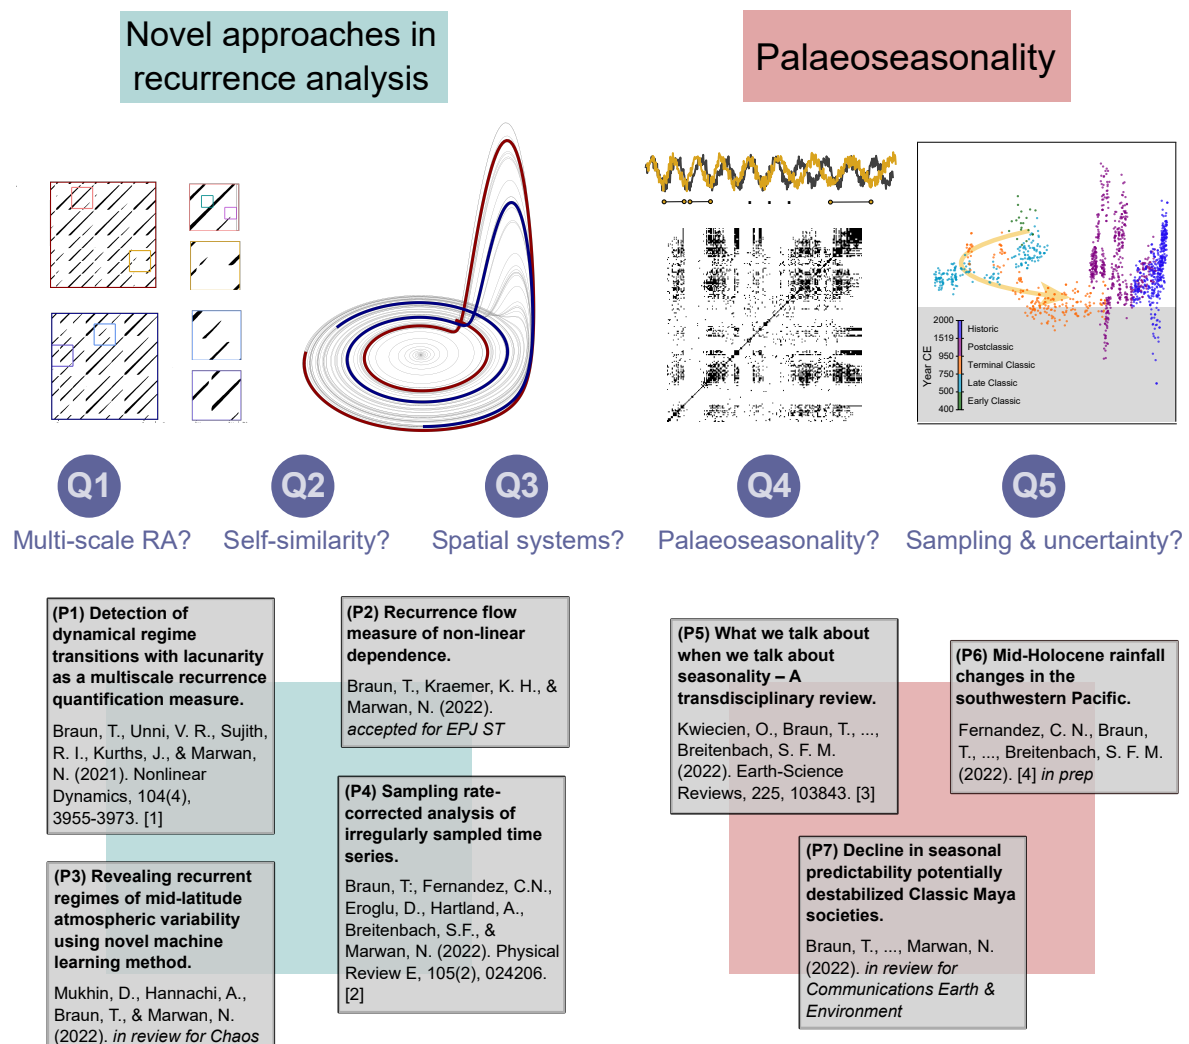 Novel approaches in
recurrence analysis
Palaeoseasonality
Year CE
2000
1519
950
750
500
400
Historic
Postclassic
Terminal Classic
Late Classic
Early Classic
Q1
Q2
Q3
Q4
Q5
Multi-scale RA?
Self-similarity?
Spatial systems?
Palaeoseasonality?
Sampling & uncertainty?
(P1) Detection of
dynamical regime
transitions with lacunarity
as a multiscale recurrence
quantification measure.
Braun, T., Unni, V. R., Sujith,
R. I., Kurths, J., & Marwan,
N. (2021). Nonlinear
Dynamics, 104(4),
3955-3973. [1]
(P2) Recurrence flow
measure of non-linear
dependence.
Braun, T., Kraemer, K. H., &
Marwan, N. (2022).
accepted for EPJ ST
(P3) Revealing recurrent
regimes of mid-latitude
atmospheric variability
using novel machine
learning method.
Mukhin, D., Hannachi, A.,
Braun, T., & Marwan, N.
(2022). in review for Chaos
(P4) Sampling rate-
corrected analysis of
irregularly sampled time
series.
Braun, T:, Fernandez, C.N.,
Eroglu, D., Hartland, A.,
Breitenbach, S.F., &
Marwan, N. (2022). Physical
Review E, 105(2), 024206.
[2]
(P5) What we talk about
when we talk about
seasonality – A
transdisciplinary review.
Kwiecien, O., Braun, T., ...,
Breitenbach, S. F. M.
(2022). Earth-Science
Reviews, 225, 103843. [3]
(P6) Mid-Holocene rainfall
changes in the
southwestern Pacific.
Fernandez, C. N., Braun,
T., ..., Breitenbach, S. F. M.
(2022). [4] in prep
(P7) Decline in seasonal
predictability potentially
destabilized Classic Maya
societies.
Braun, T., ..., Marwan, N.
(2022). in review for
Communications Earth &
Environment